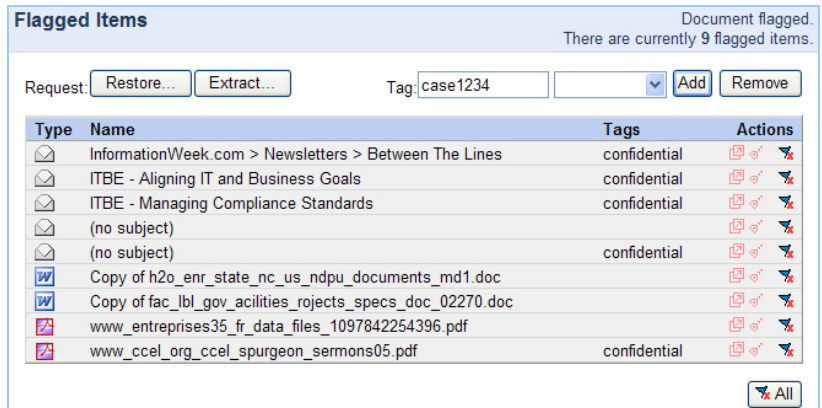 Flagged Items
Document flagged.
There are currently 9 flagged items.
Request: Restore... Extract... Tag: case1234 Add Remove
Type Name Tags Actions
InformationWeek.com > Newsletters > Between The Lines confidential
ITBE - Aligning IT and Business Goals confidential
ITBE - Managing Compliance Standards confidential
(no subject)
(no subject) confidential
Copy of h2o_enr_state_nc_us_ndpu_documents_md1.doc
Copy of fac_lbl_gov_acilities_rojects_specs_doc_02270.doc
www_entreprises35_fr_data_files_1097842254396.pdf
www_ccel_org_ccel_spurgeon_sermons05.pdf confidential
All